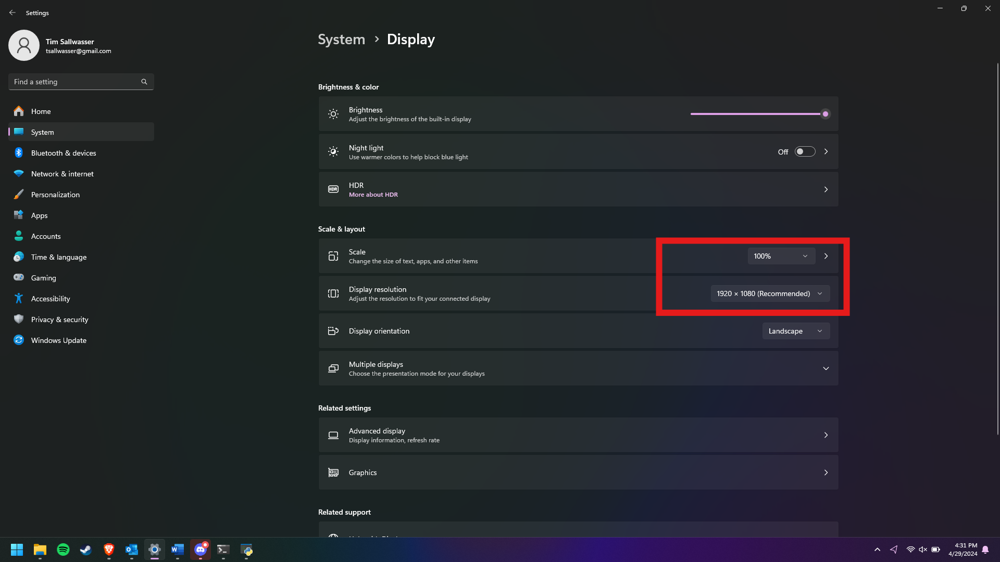 Settings
Tim Sallwasser
tsallwasser@gmail.com
Find a setting
Home
System
Bluetooth & devices
Network & internet
Personalization
Apps
Accounts
Time & language
Gaming
Accessibility
Privacy & security
Windows Update
System > Display
Brightness & color
Brightness
Adjust the brightness of the built-in display
Night light
Use warmer colors to help block blue light
Off
HDR
HDR
More about HDR
Scale & layout
Scale
Change the size of text, apps, and other items
100%
Display resolution
Adjust the resolution to fit your connected display
1920 × 1080 (Recommended)
Display orientation
Landscape
Multiple displays
Choose the presentation mode for your displays
Related settings
Advanced display
Display information, refresh rate
Graphics
Related support
4:31 PM
4/29/2024